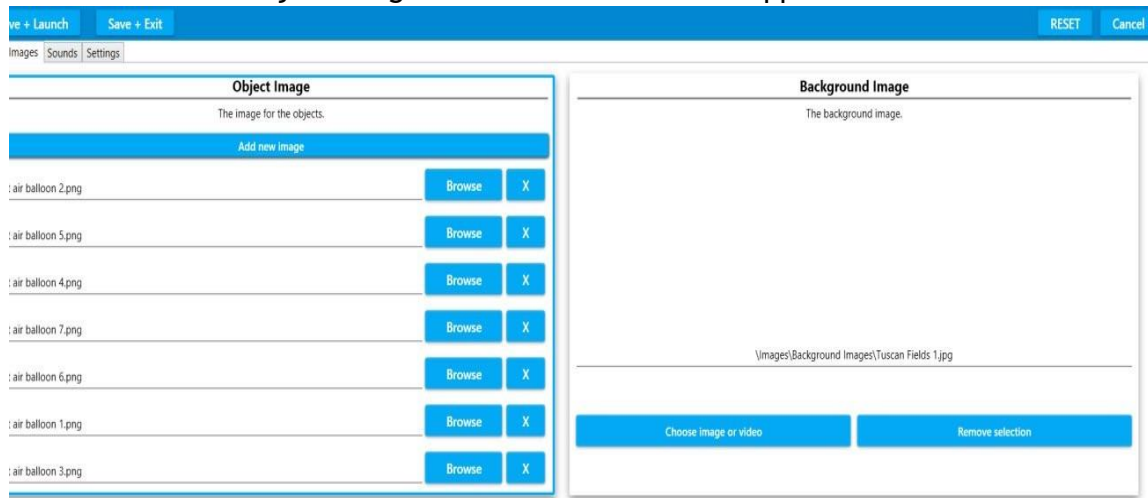 Save + Exit
RESET
Cancel
Images
Sounds
Settings
Object Image
The image for the objects.
Add new image
air balloon 2.png
Browse
X
air balloon 5.png
Browse
X
air balloon 4.png
Browse
X
air balloon 7.png
Browse
X
air balloon 6.png
Browse
X
air balloon 1.png
Browse
X
air balloon 3.png
Browse
X
Background Image
The background image.
\Images\Background Images\Tuscan Fields 1.jpg
Choose image or video
Remove selection